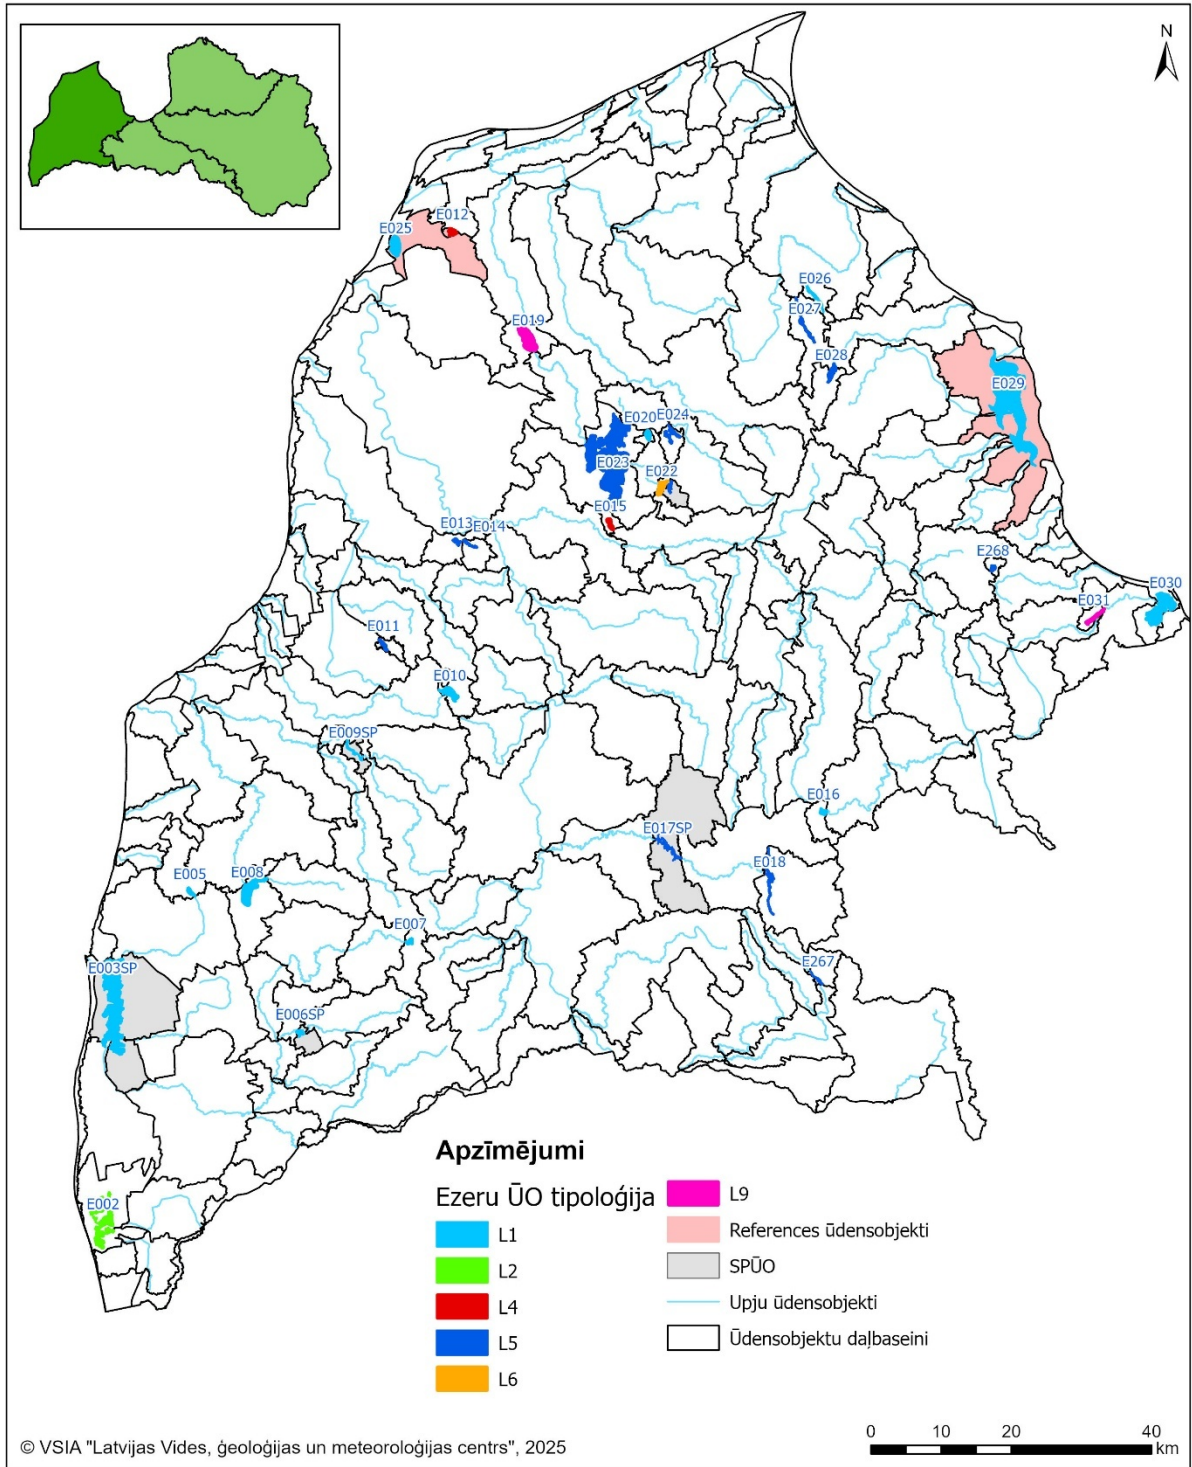 N
E012
E025
E026
E027
E019
E028
E029
E020
E024
E023
E022
E015
E013
E014
E268
E030
E031
E011
E010
E009SP
E016
E017SP
E018
E005
E008
E007
E267
E003SP
E006SP
E002
Apzīmējumi
Ezeru ŪO tipoloģija
L1
L2
L4
L5
L6
L9
References ūdensobjekti
SPŪO
Upju ūdensobjekti
Ūdensobjektu daļbaseini
© VSIA "Latvijas Vides, ģeoloģijas un meteoroloģijas centrs", 2025
0 10 20 40
km